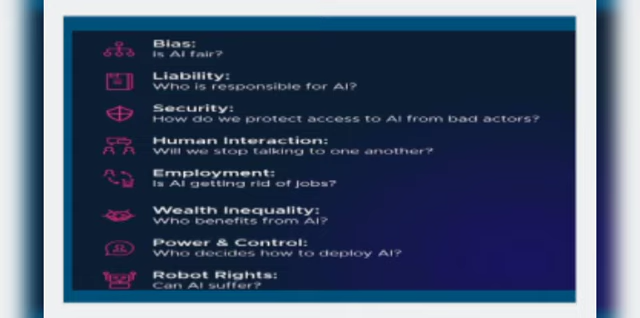 Bias:
Is AI fair?
Liability:
Who is responsible for AI?
Security:
How do we protect access to AI from bad actors?
Human Interaction:
Will we stop talking to one another?
Employment:
Is AI getting rid of jobs?
Wealth Inequality:
Who benefits from AI?
Power & Control:
Who decides how to deploy AI?
Robot Rights:
Can AI suffer?